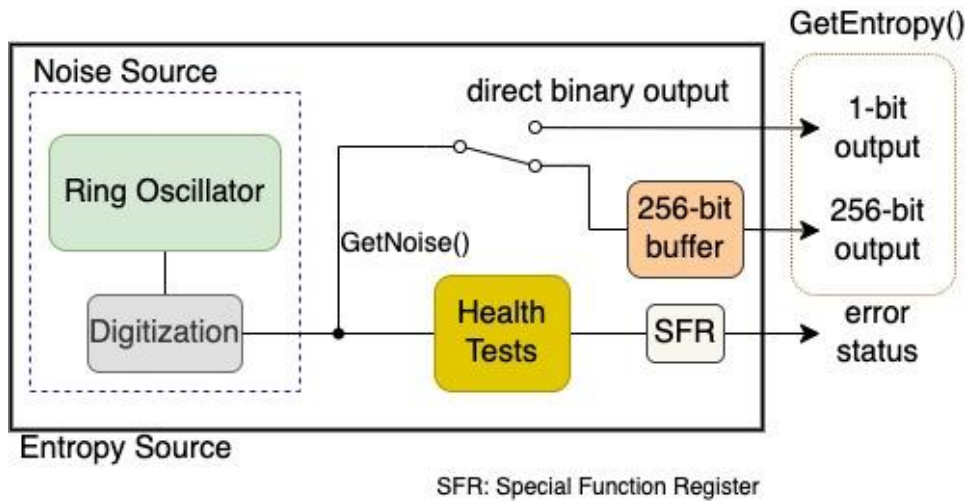 GetEntropy()
Noise Source
direct binary output
1-bit
output
Ring Oscillator
256-bit
buffer
256-bit
output
GetNoise()
Digitization
Health
Tests
SFR
error
status
Entropy Source
SFR: Special Function Register